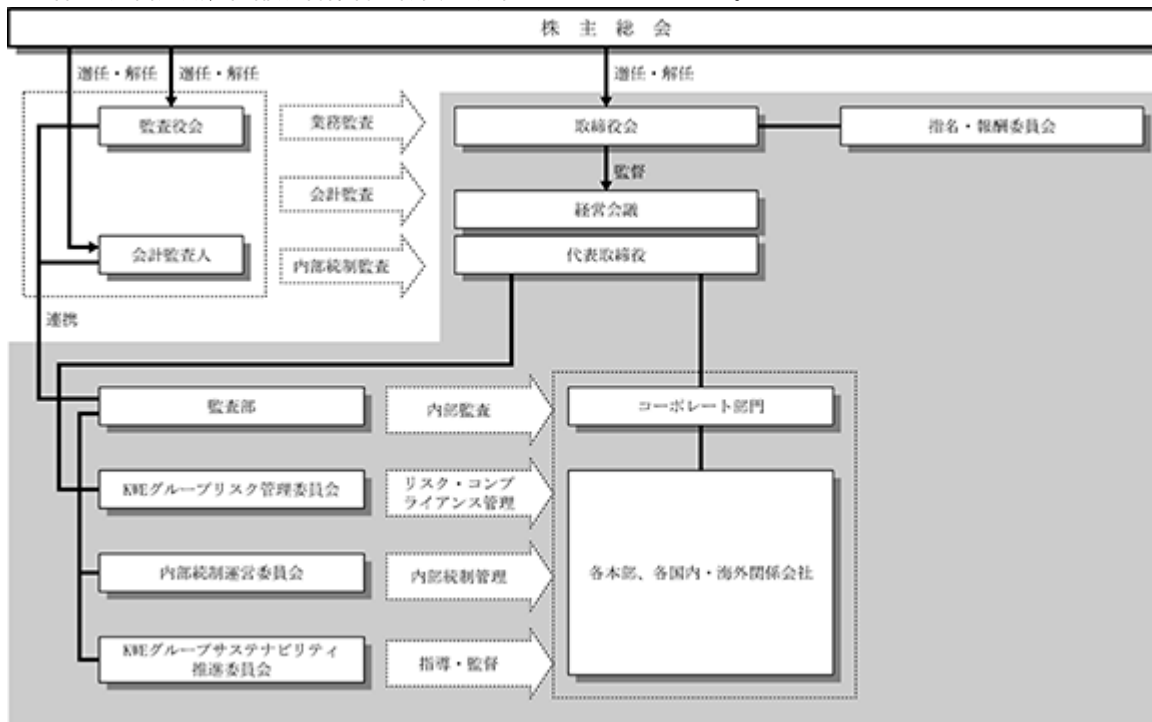 株主総会
選任・解任
選任・解任
選任・解任
監査役会
業務監査
取締役会
指名・報酬委員会
監督
会計監査
経営会議
会計監査人
内部統制監査
代表取締役
連携
監査部
内部監査
コーポレート部門
KWEグループリスク管理委員会
リスク・コンプ
ライアンス管理
内部統制運営委員会
内部統制管理
各本部、各国内・海外関係会社
KWEグループサステナビリティ
推進委員会
指導・監督